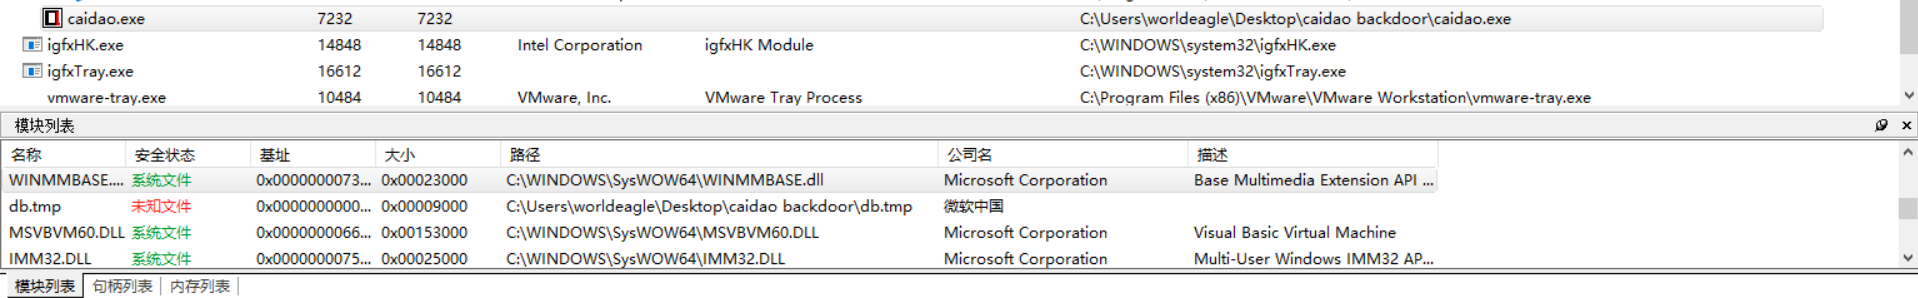 caidao.exe 7232 7232 C:\Users\worldeagle\Desktop\caidao backdoor\caidao.exe
igfxHK.exe 14848 14848 Intel Corporation igfxHK Module C:\WINDOWS\system32\igfxHK.exe
igfxTray.exe 16612 16612 C:\WINDOWS\system32\igfxTray.exe
vmware-tray.exe 10484 10484 VMware, Inc. VMware Tray Process C:\Program Files (x86)\VMware\VMware Workstation\vmware-tray.exe
模块列表
名称 安全状态 基址 大小 路径 公司名 描述
WINMMBASE.... 系统文件 0x0000000073... 0x00023000 C:\WINDOWS\SysWOW64\WINMMBASE.dll Microsoft Corporation Base Multimedia Extension API ...
db.tmp 未知文件 0x0000000000... 0x00009000 C:\Users\worldeagle\Desktop\caidao backdoor\db.tmp 微软中国
MSVBVM60.DLL 系统文件 0x0000000066... 0x00153000 C:\WINDOWS\SysWOW64\MSVBVM60.DLL Microsoft Corporation Visual Basic Virtual Machine
IMM32.DLL 系统文件 0x0000000075... 0x00025000 C:\WINDOWS\SysWOW64\IMM32.DLL Microsoft Corporation Multi-User Windows IMM32 AP...
模块列表 句柄列表 内存列表